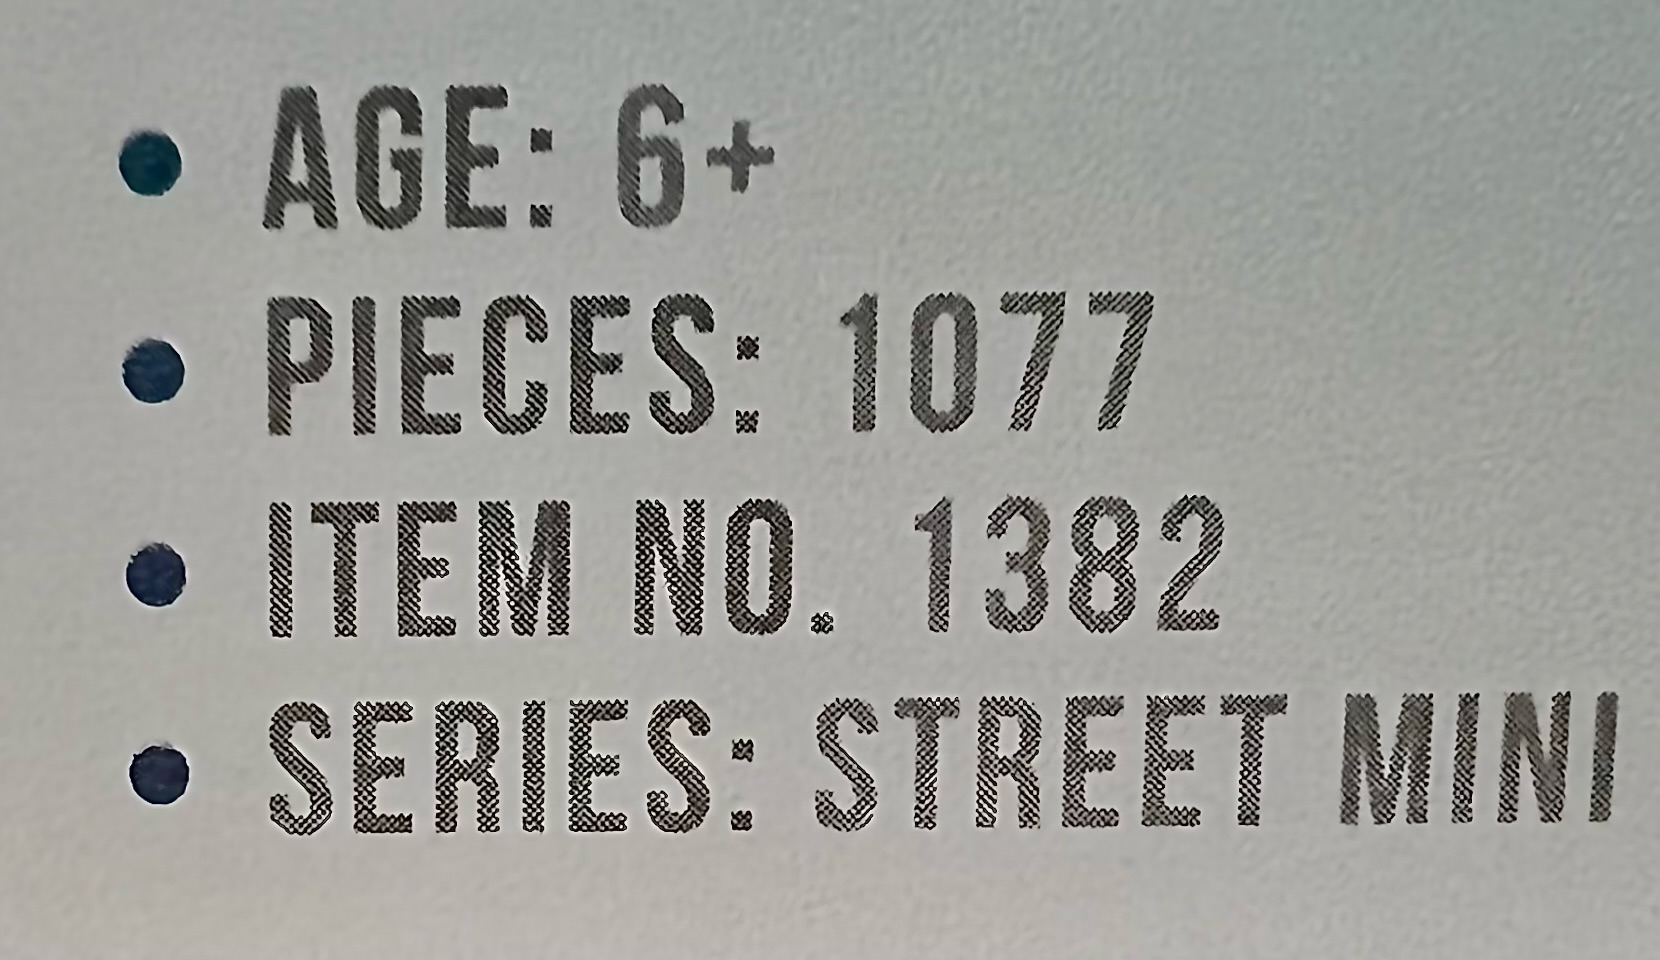 • AGE: 6+
• PIECES: 1077
• ITEM NO. 1382
• SERIES: STREET MINI